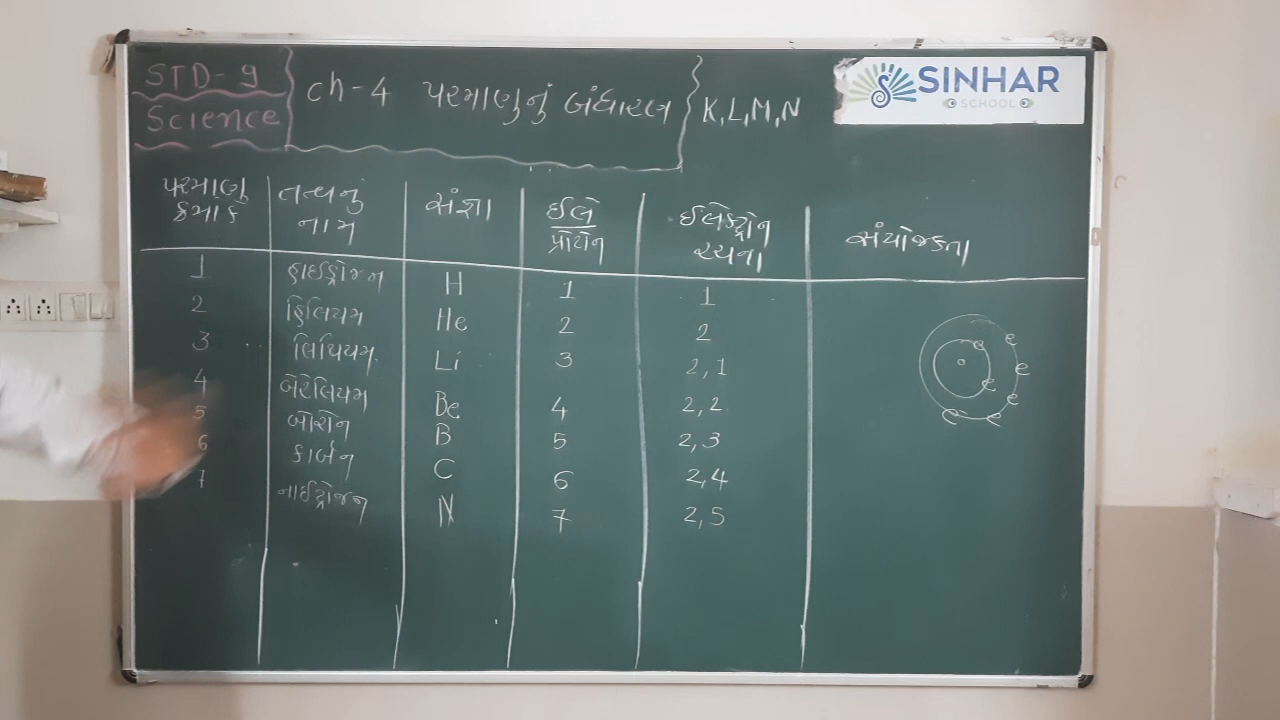 STD-9
Science
ch-4 પરમાણુનું બંધારણ
K,L,M,N
SINHAR
SCHOOL
પરમાણુ ક્રમાંક તત્વનું નામ સંજ્ઞા ઈલે પ્રોટોન ઈલેક્ટ્રોન રચના સંયોજકતા
1 હાઈડ્રોજન H 1 1
2 હિલિયમ He 2 2
3 લિથિયમ Li 3 2,1
4 બેરેલિયમ Be 4 2,2
5 બોરોન B 5 2,3
6 કાર્બન C 6 2,4
7 નાઈટ્રોજન N 7 2,5
e e e e e e e